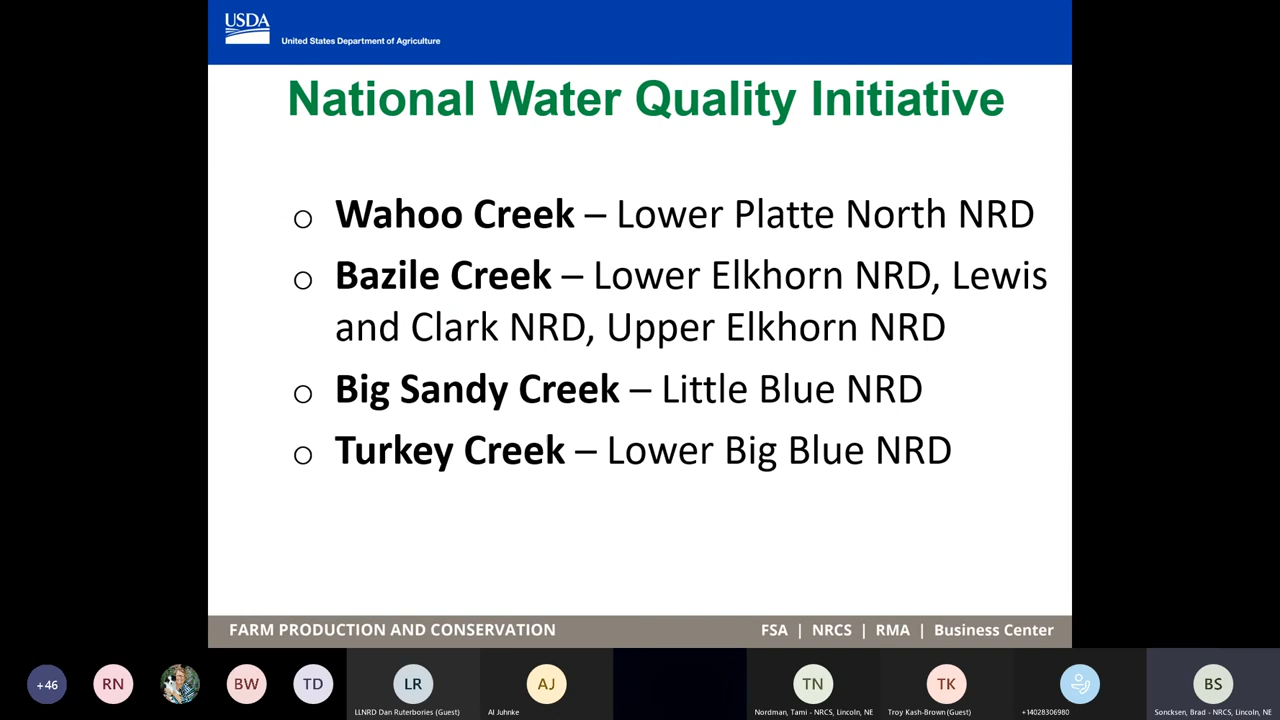 USDA
United States Department of Agriculture
National Water Quality Initiative
Wahoo Creek – Lower Platte North NRD
Bazile Creek – Lower Elkhorn NRD, Lewis
and Clark NRD, Upper Elkhorn NRD
Big Sandy Creek – Little Blue NRD
Turkey Creek – Lower Big Blue NRD
FARM PRODUCTION AND CONSERVATION
FSA | NRCS | RMA | Business Center
+46
RN
BW
TD
LR
AJ
TN
TK
BS
LLNRD Dan Ruterbories (Guest)
Al Juhnke
Nordman, Tami - NRCS, Lincoln, NE
Troy Kash-Brown (Guest)
+14028306980
Soncksen, Brad - NRCS, Lincoln, NE